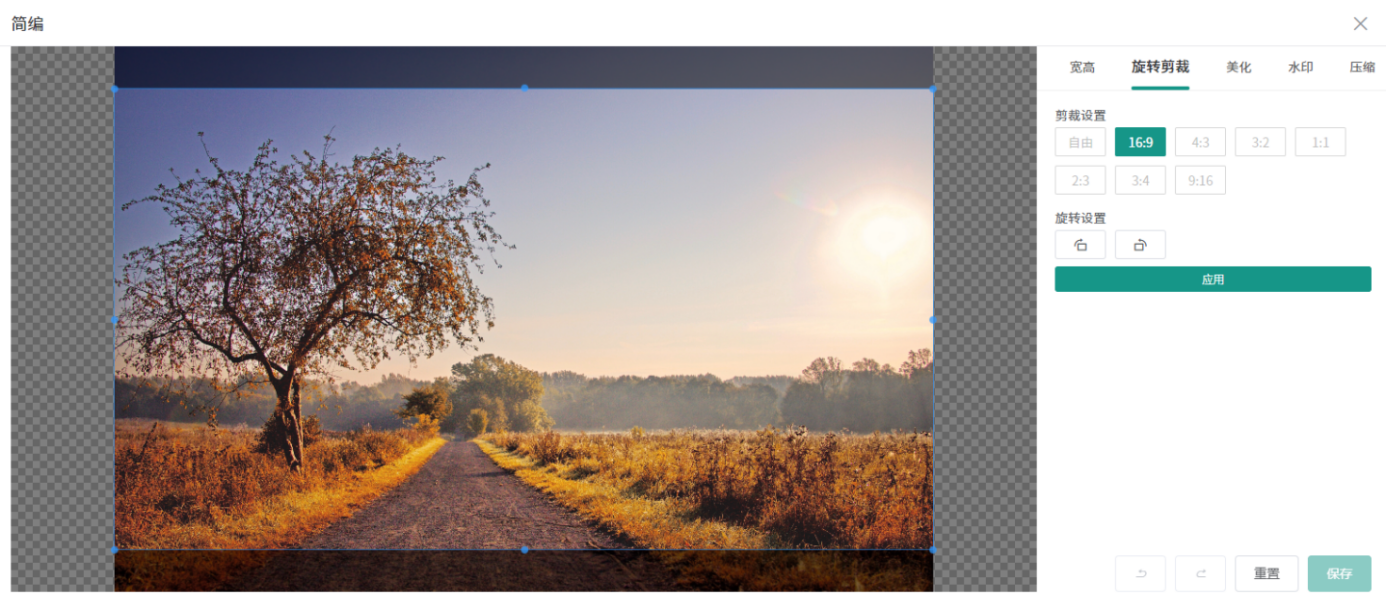 简编
宽高 旋转剪裁 美化 水印 压缩
剪裁设置
自由 16:9 4:3 3:2 1:1
2:3 3:4 9:16
旋转设置
应用
重置 保存